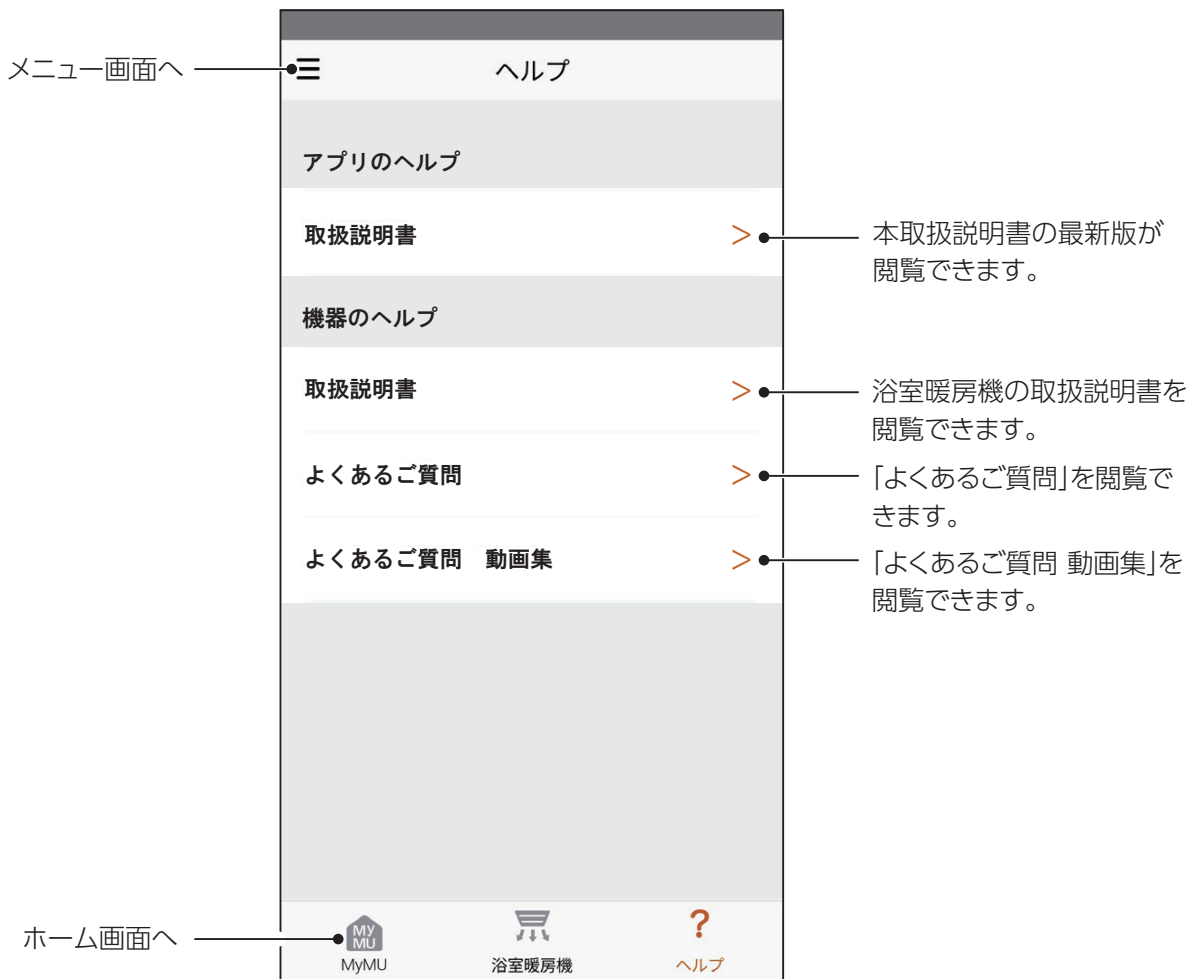 メニュー画面へ
ヘルプ
アプリのヘルプ
取扱説明書 >
本取扱説明書の最新版が
閲覧できます。
機器のヘルプ
取扱説明書 >
浴室暖房機の取扱説明書を
閲覧できます。
よくあるご質問 >
「よくあるご質問」を閲覧で
きます。
よくあるご質問　動画集 >
「よくあるご質問 動画集」を
閲覧できます。
ホーム画面へ
My
MU
?
MyMU
浴室暖房機
ヘルプ